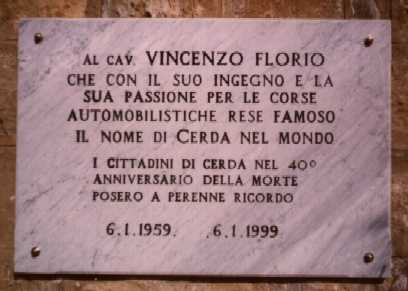 AL CAV. VINCENZO FLORIO
CHE CON IL SUO INGEGNO E LA
SUA PASSIONE PER LE CORSE
AUTOMOBILISTICHE RESE FAMOSO
IL NOME DI CERDA NEL MONDO
I CITTADINI DI CERDA NEL 40°
ANNIVERSARIO DELLA MORTE
POSERO A PERENNE RICORDO
6.1.1959. .6.1.1999.